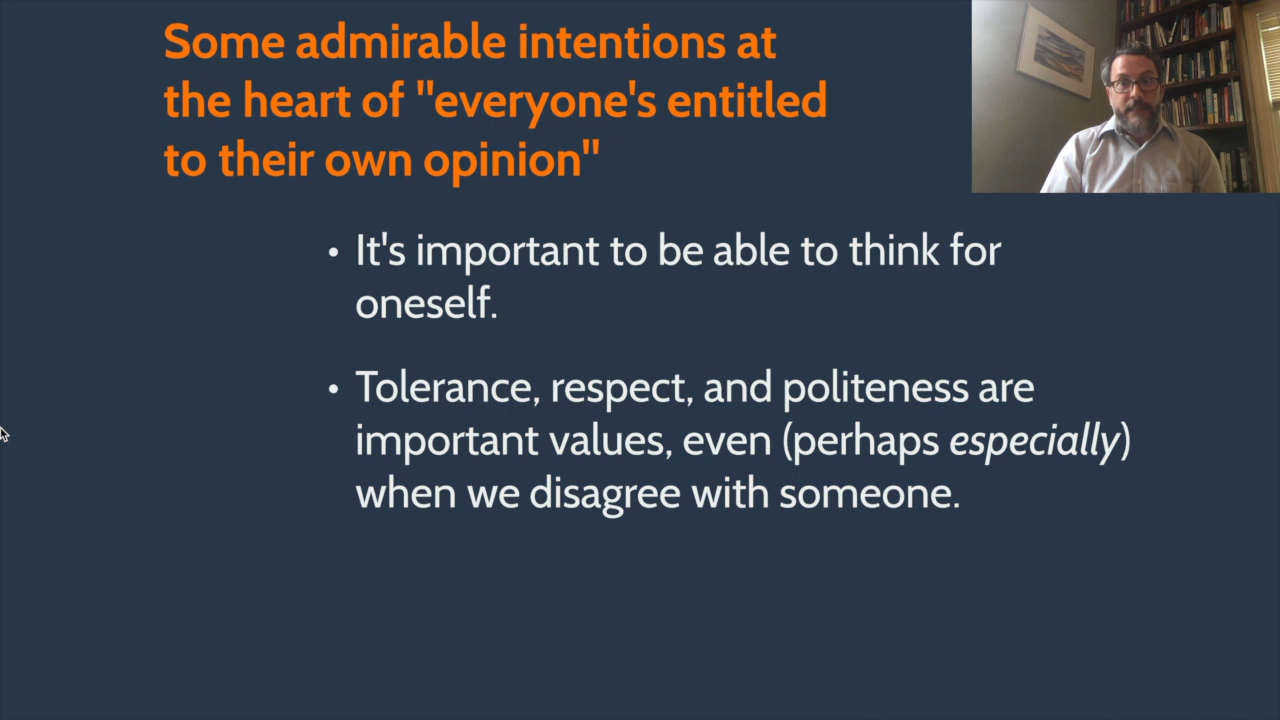 Some admirable intentions at
the heart of "everyone's entitled
to their own opinion"
• It's important to be able to think for
oneself.
• Tolerance, respect, and politeness are
important values, even (perhaps especially)
when we disagree with someone.